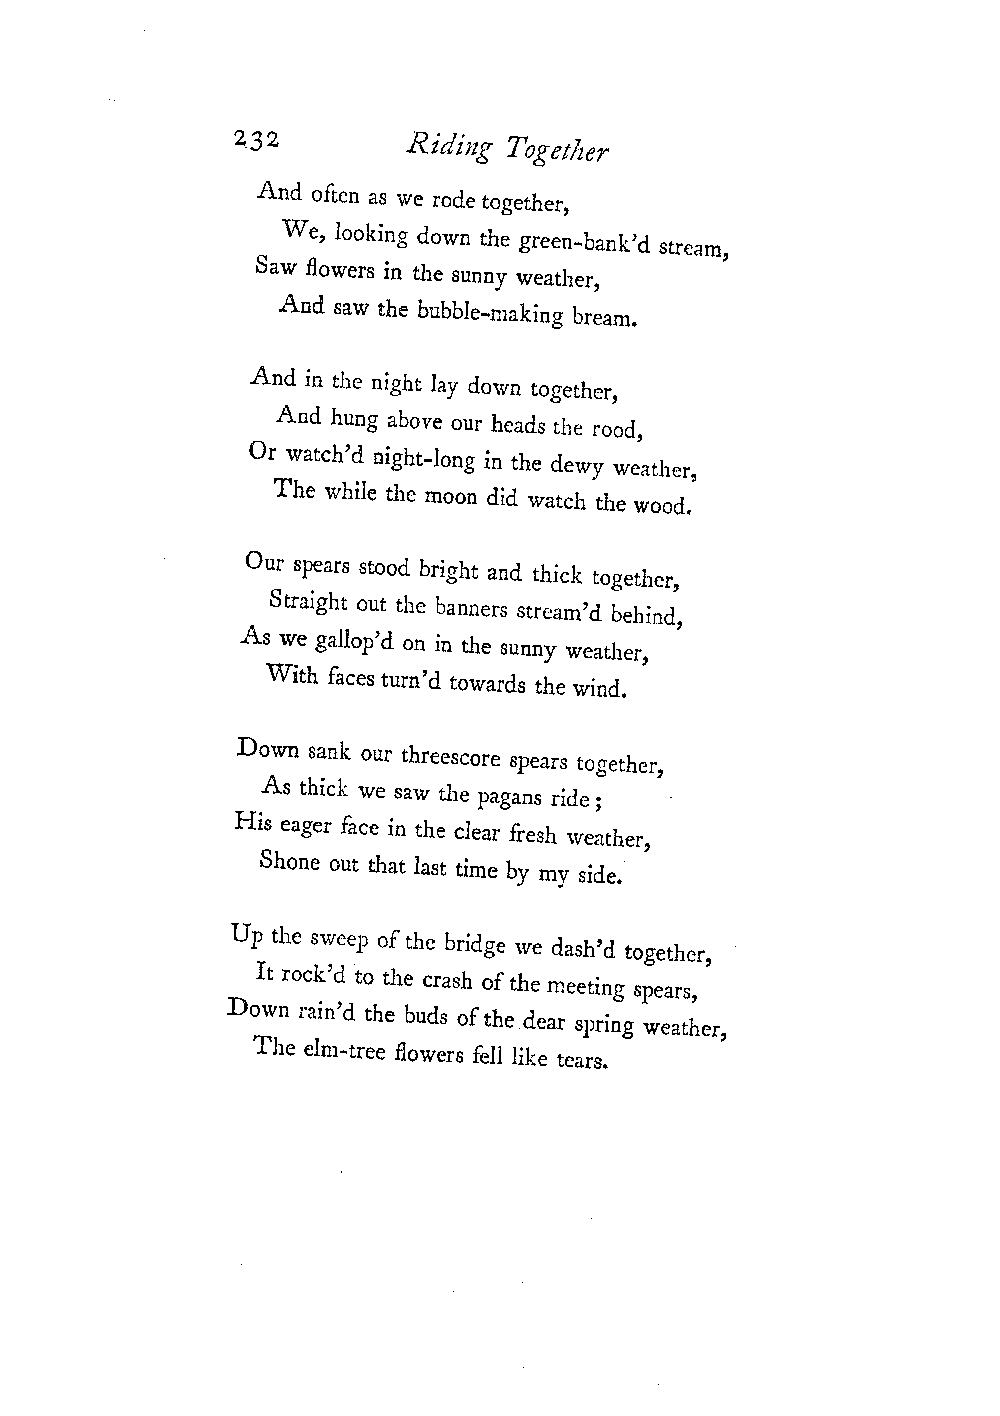 232 Riding Together
And often as we rode together,
We, looking down the green-bank'd stream,
Saw flowers in the sunny weather,
And saw the bubble-making bream.
And in the night lay down together,
And hung above our heads the rood,
Or watch'd night-long in the dewy weather,
The while the moon did watch the wood.
Our spears stood bright and thick together,
Straight out the banners stream'd behind,
As we gallop'd on in the sunny weather,
With faces turn'd towards the wind.
Down sank our threescore spears together,
As thick we saw the pagans ride;
His eager face in the clear fresh weather,
Shone out that last time by my side.
Up the sweep of the bridge we dash'd together,
It rock'd to the crash of the meeting spears,
Down rain'd the buds of the dear spring weather,
The elm-tree flowers fell like tears.